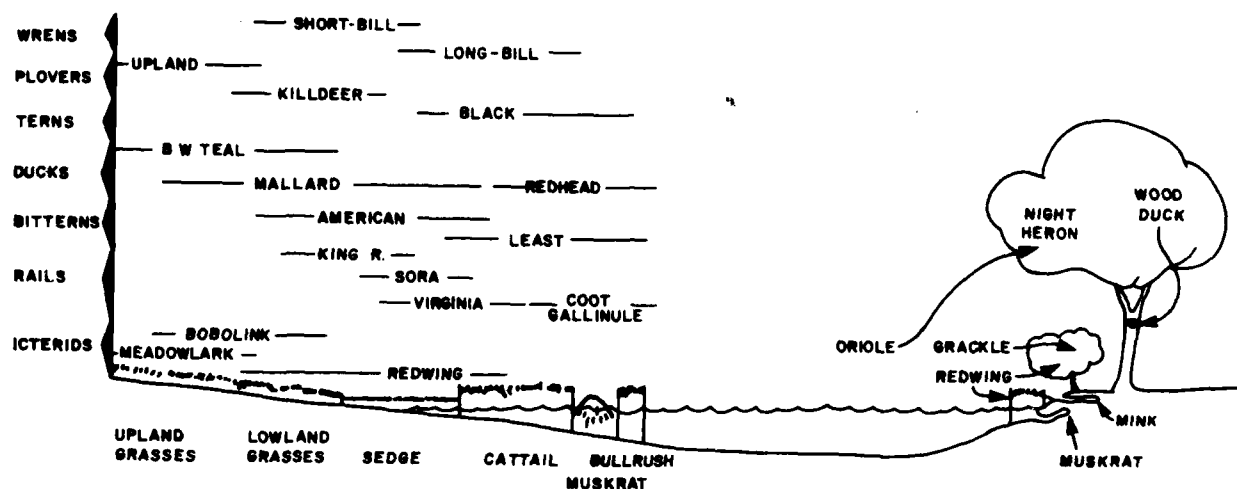 WRENS
PLOVERS
TERNS
DUCKS
BITTERNS
RAILS
ICTERIDS
SHORT-BILL
LONG-BILL
UPLAND
KILLDEER
BLACK
B W TEAL
MALLARD
REDHEAD
AMERICAN
LEAST
KING R.
SORA
VIRGINIA
COOT
GALLINULE
BOBOLINK
MEADOWLARK
REDWING
NIGHT
HERON
WOOD
DUCK
ORIOLE
GRACKLE
REDWING
MINK
MUSKRAT
UPLAND
GRASSES
LOWLAND
GRASSES
SEDGE
CATTAIL
BULLRUSH
MUSKRAT